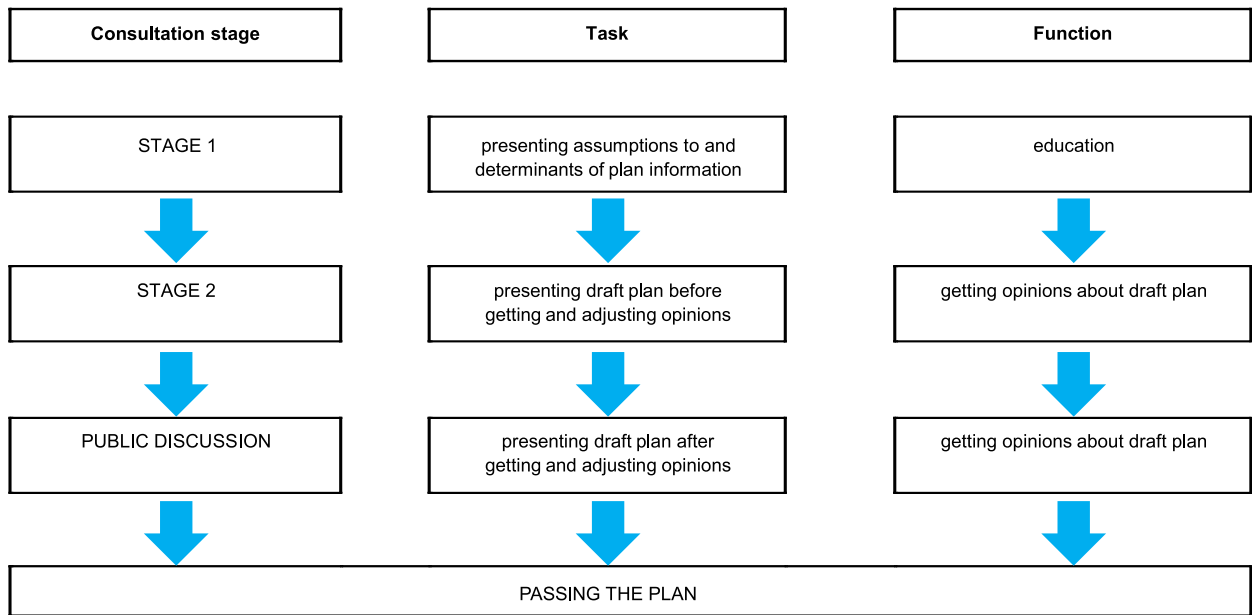 Consultation stage
Task
Function
STAGE 1
presenting assumptions to and
determinants of plan information
education
STAGE 2
presenting draft plan before
getting and adjusting opinions
getting opinions about draft plan
PUBLIC DISCUSSION
presenting draft plan after
getting and adjusting opinions
getting opinions about draft plan
PASSING THE PLAN